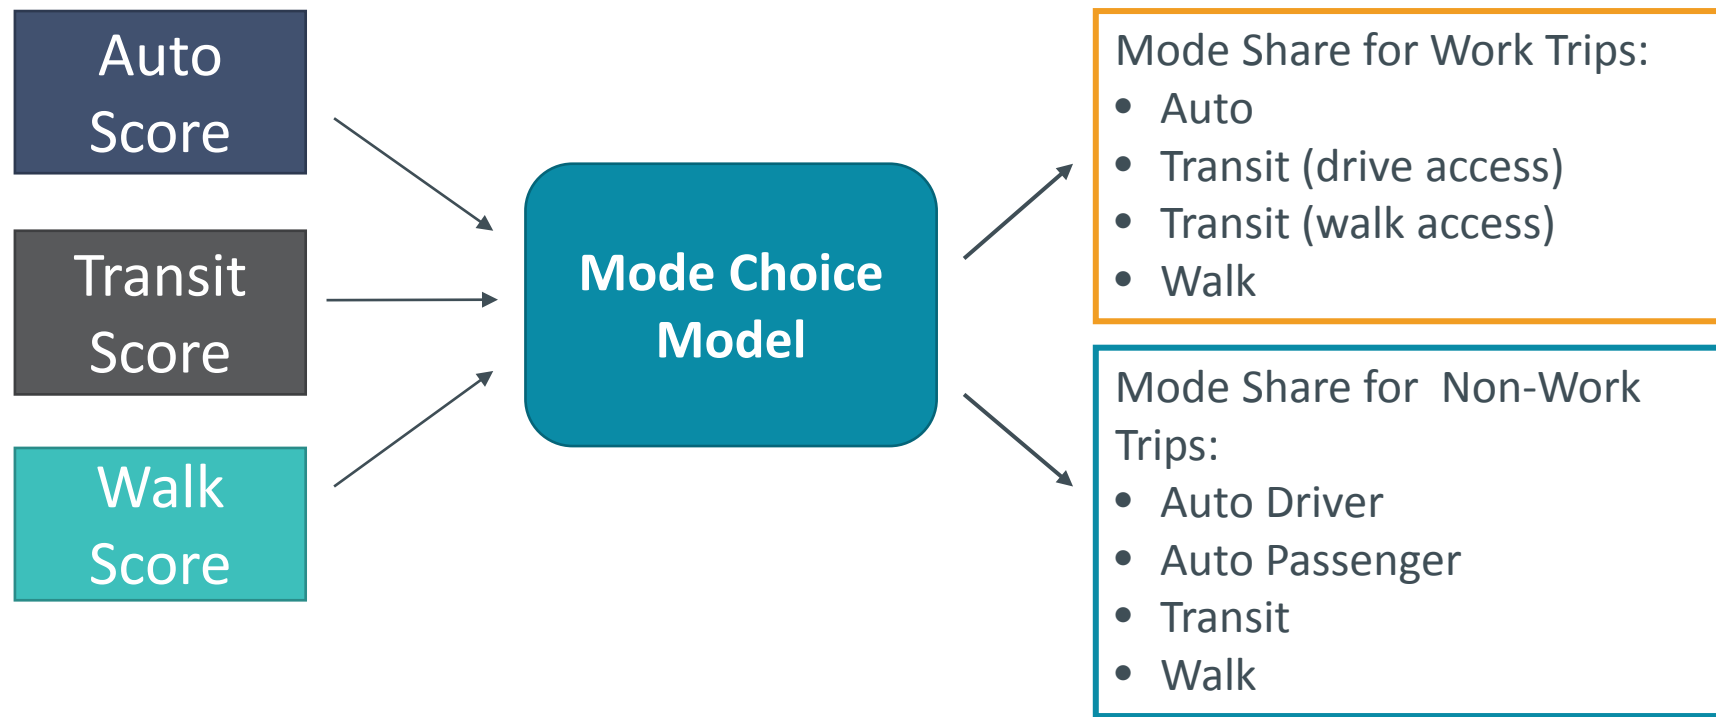 Auto
Score
Transit
Score
Walk
Score
Mode Choice
Model
Mode Share for Work Trips:
• Auto
• Transit (drive access)
• Transit (walk access)
• Walk
Mode Share for  Non-Work
Trips:
• Auto Driver
• Auto Passenger
• Transit
• Walk